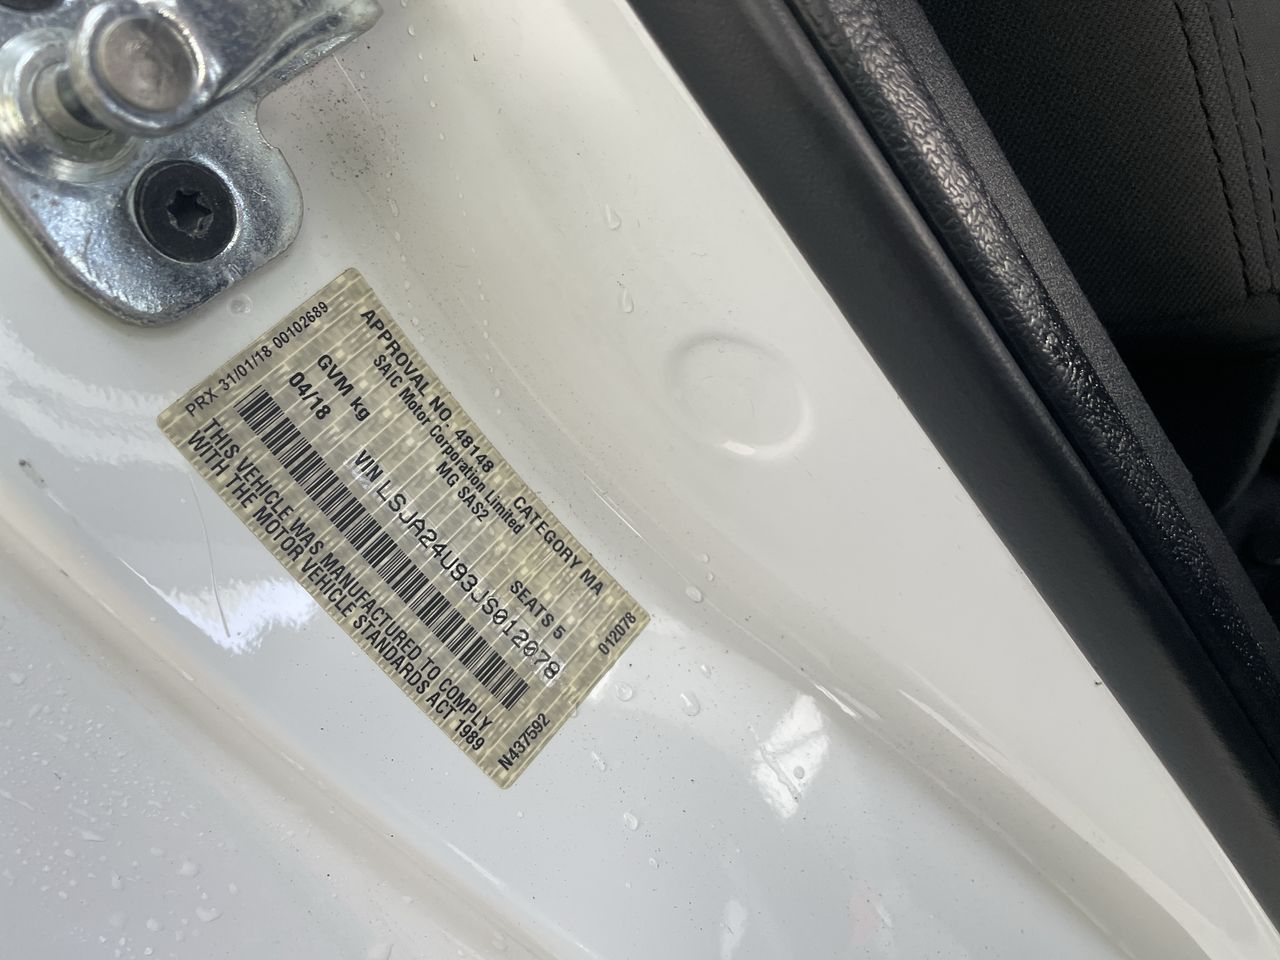 PRX 31/01/18 00102689
APPROVAL NO. 48148 CATEGORY MA
SAIC Motor Corporation Limited
MG SAS2
GVM kg SEATS 5
04/18 012078
VIN LSJA24U93JS012078
THIS VEHICLE WAS MANUFACTURED TO COMPLY
WITH THE MOTOR VEHICLE STANDARDS ACT 1989
N437592